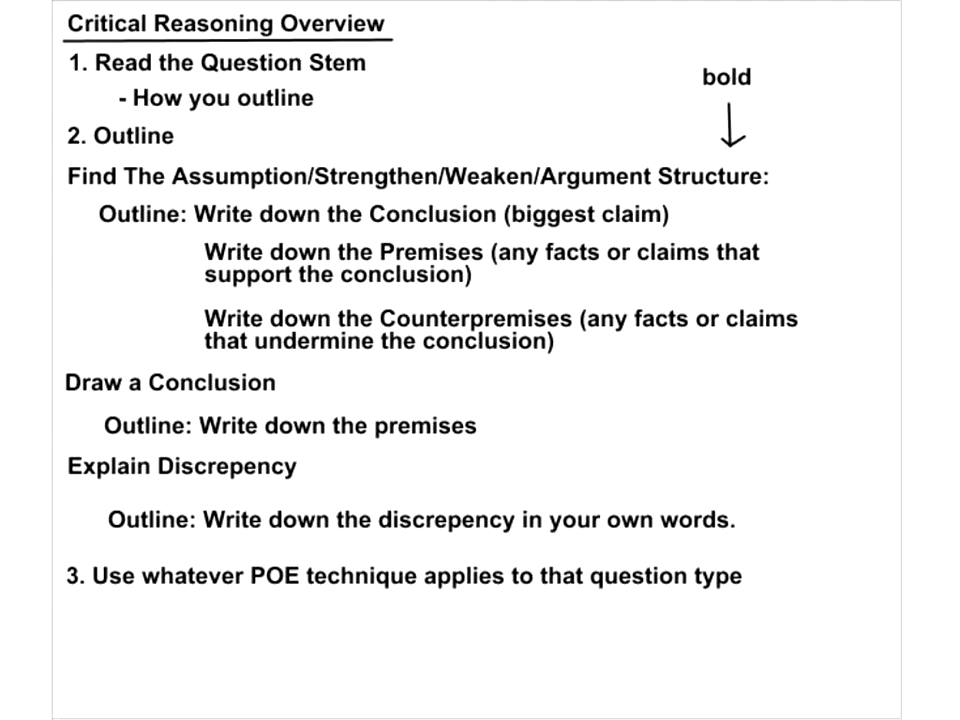 Critical Reasoning Overview
1. Read the Question Stem
- How you outline
bold
2. Outline
Find The Assumption/Strengthen/Weaken/Argument Structure:
Outline: Write down the Conclusion (biggest claim)
Write down the Premises (any facts or claims that
support the conclusion)
Write down the Counterpremises (any facts or claims
that undermine the conclusion)
Draw a Conclusion
Outline: Write down the premises
Explain Discrepency
Outline: Write down the discrepency in your own words.
3. Use whatever POE technique applies to that question type